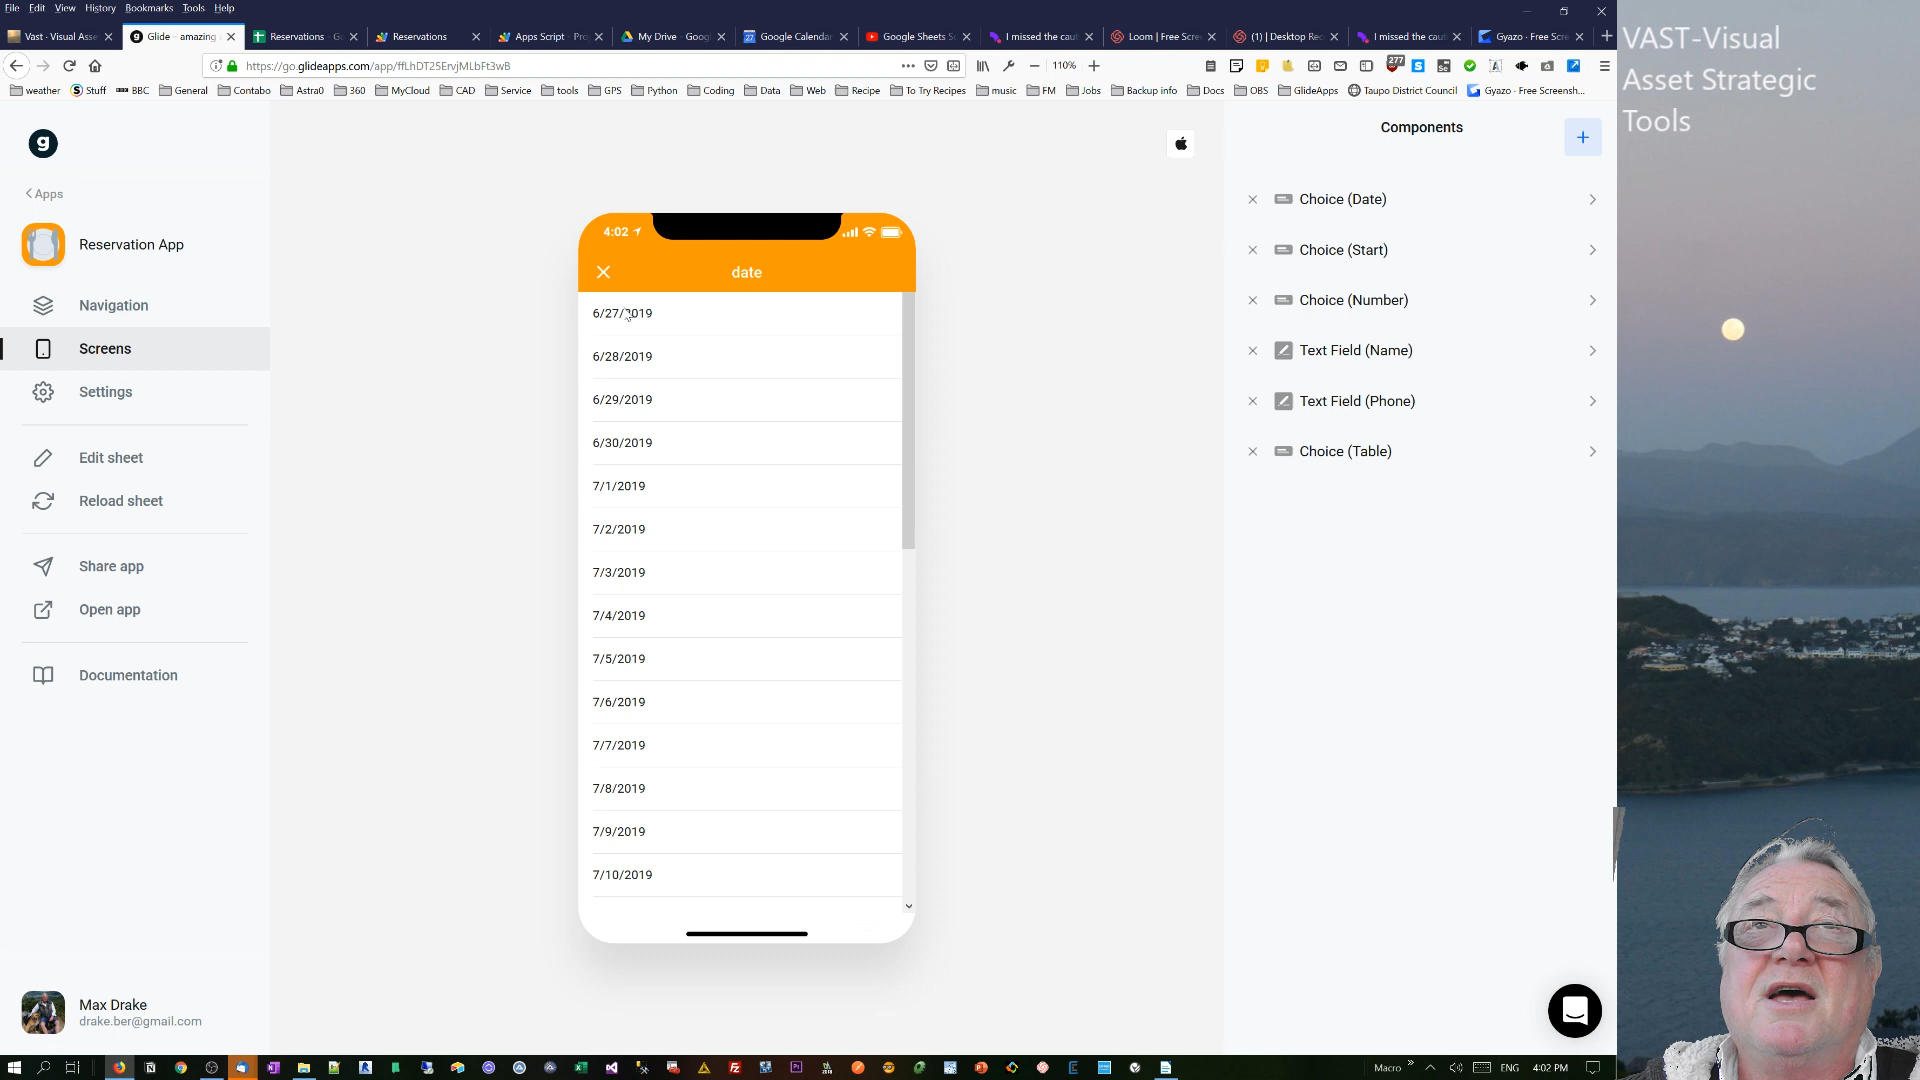 File Edit View History Bookmarks Tools Help
Vast - Visual Asse
Glide – amazing
Reservations - G
Reservations
Apps Script - Pro
My Drive - Goog
Google Calendar
Google Sheets Sc
I missed the caut
Loom | Free Scre
(1) | Desktop Rec
I missed the cau
Gyazo - Free Scr
https://go.glideapps.com/app/ffLhDT25ErvjMLbFt3wB
110%
277
weather Stuff BBC General Contabo Astra0 360 MyCloud CAD Service tools GPS Python Coding Data Web Recipe To Try Recipes music FM Jobs Backup info Docs OBS GlideApps Taupo District Council Gyazo - Free Screensh...
VAST-Visual
Asset Strategic
Tools
g
Apps
Reservation App
Navigation
Screens
Settings
Edit sheet
Reload sheet
Share app
Open app
Documentation
Max Drake
drake.ber@gmail.com
4:02
date
6/27/2019
6/28/2019
6/29/2019
6/30/2019
7/1/2019
7/2/2019
7/3/2019
7/4/2019
7/5/2019
7/6/2019
7/7/2019
7/8/2019
7/9/2019
7/10/2019
Components
Choice (Date)
Choice (Start)
Choice (Number)
Text Field (Name)
Text Field (Phone)
Choice (Table)
Macro
ENG
4:02 PM